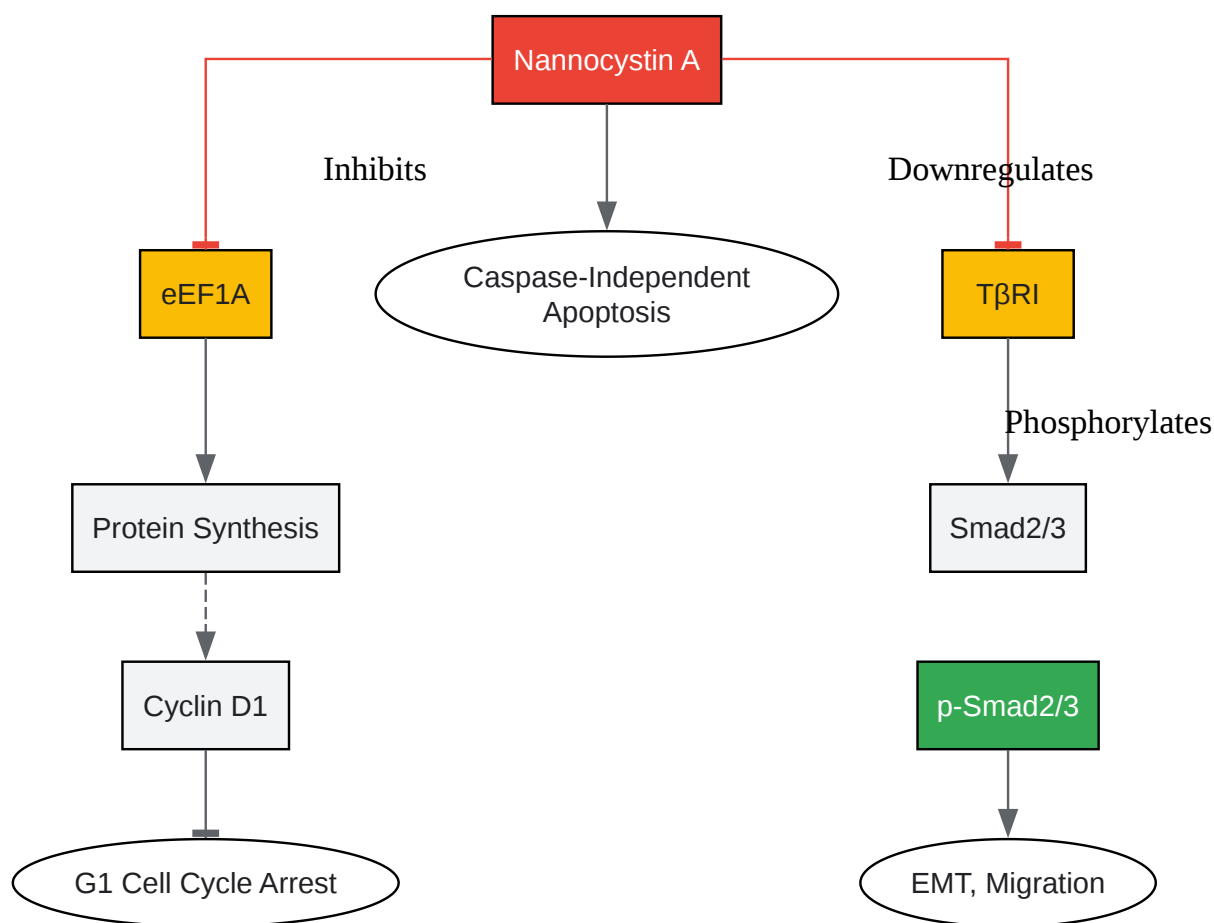 Nannocystin A
Inhibits
Downregulates
eEF1A
Caspase-Independent
Apoptosis
TβRI
Phosphorylates
Protein Synthesis
Smad2/3
Cyclin D1
p-Smad2/3
G1 Cell Cycle Arrest
EMT, Migration